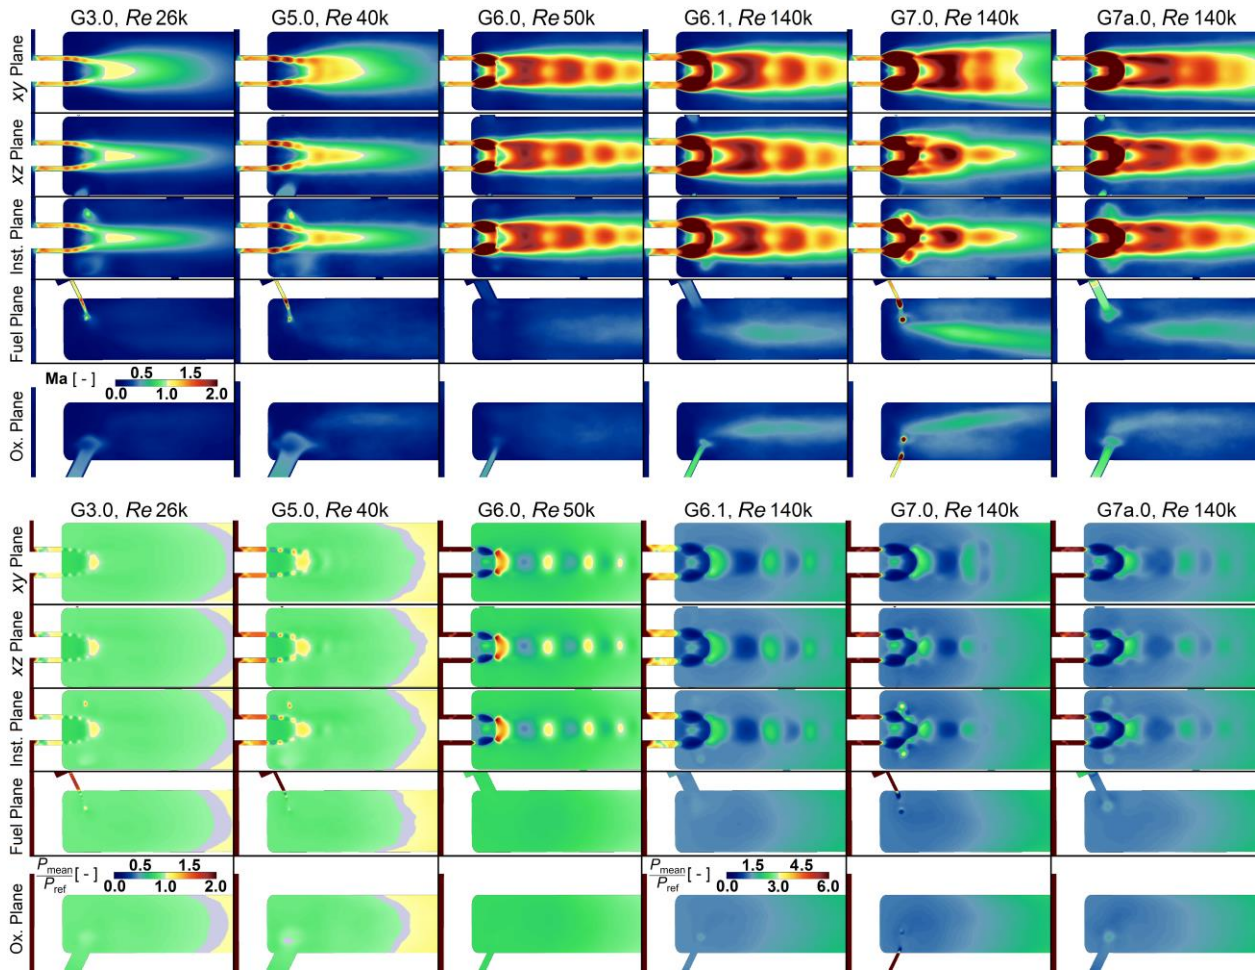 G3.0, Re 26k G5.0, Re 40k G6.0, Re 50k G6.1, Re 140k G7.0, Re 140k G7a.0, Re 140k
xy Plane
xz Plane
Inst. Plane
Fuel Plane
Ma [ - ] 0.5 1.5
0.0 1.0 2.0
Ox. Plane
G3.0, Re 26k G5.0, Re 40k G6.0, Re 50k G6.1, Re 140k G7.0, Re 140k G7a.0, Re 140k
xy Plane
xz Plane
Inst. Plane
Fuel Plane
Pmean/Pref [ - ] 0.5 1.5
0.0 1.0 2.0
Pmean/Pref [ - ] 1.5 4.5
0.0 3.0 6.0
Ox. Plane